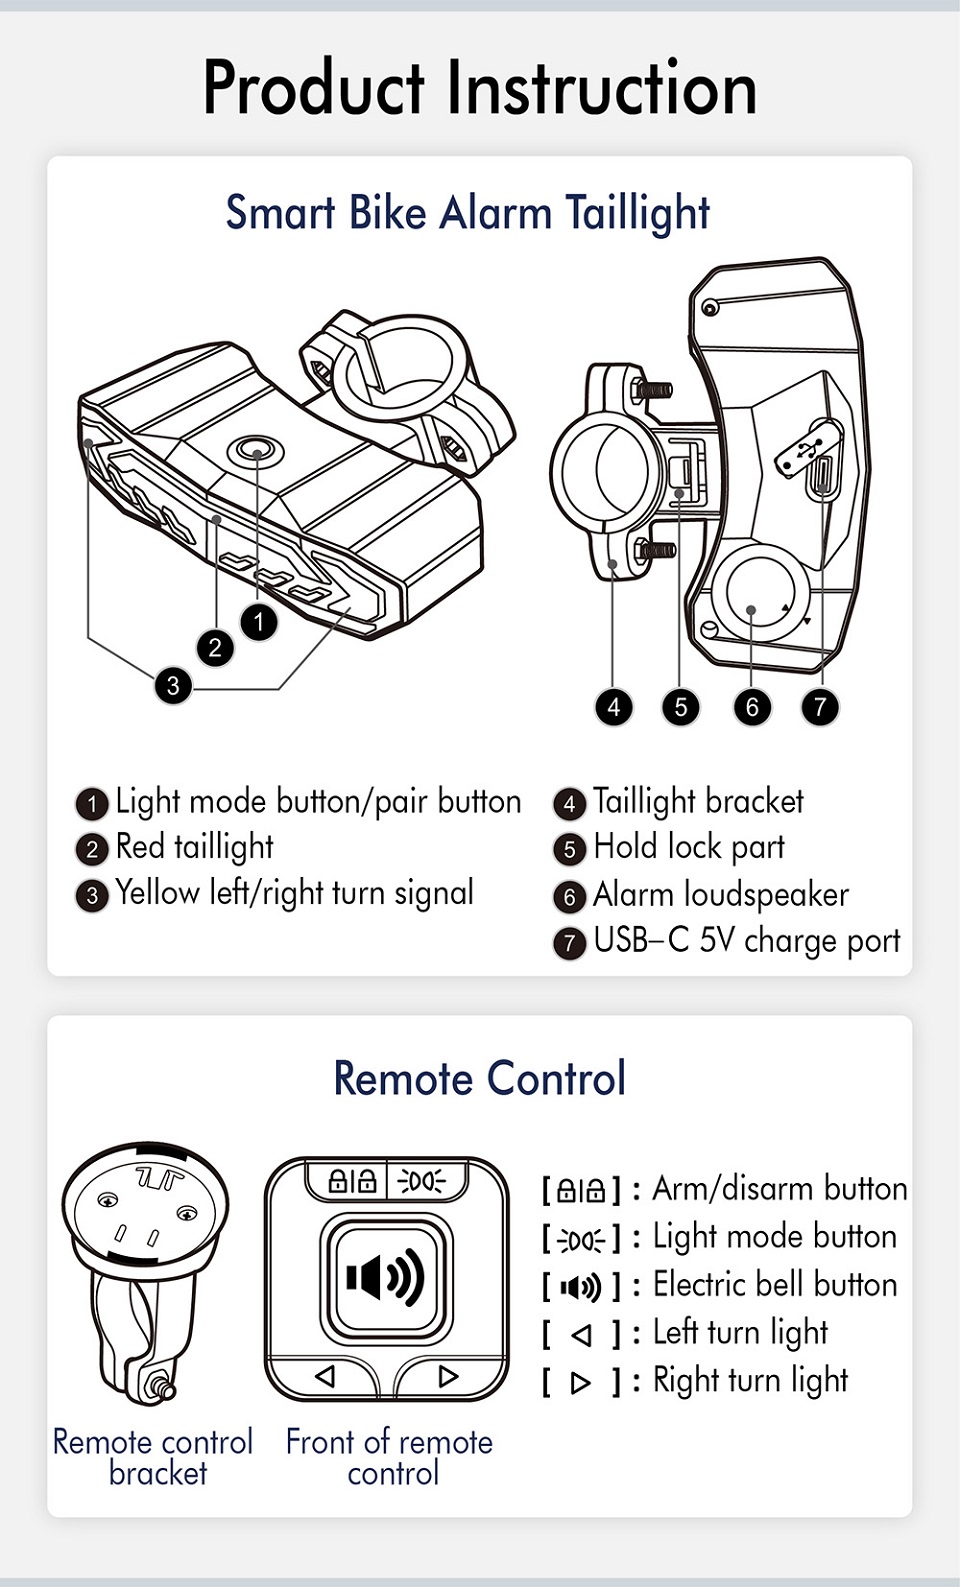 Product Instruction
Smart Bike Alarm Taillight
1
2
3
4
5
6
7
1 Light mode button/pair button
2 Red taillight
3 Yellow left/right turn signal
4 Taillight bracket
5 Hold lock part
6 Alarm loudspeaker
7 USB-C 5V charge port
Remote Control
[ ] : Arm/disarm button
[ ] : Light mode button
[ ] : Electric bell button
[ ◁ ] : Left turn light
[ ▷ ] : Right turn light
Remote control
bracket
Front of remote
control